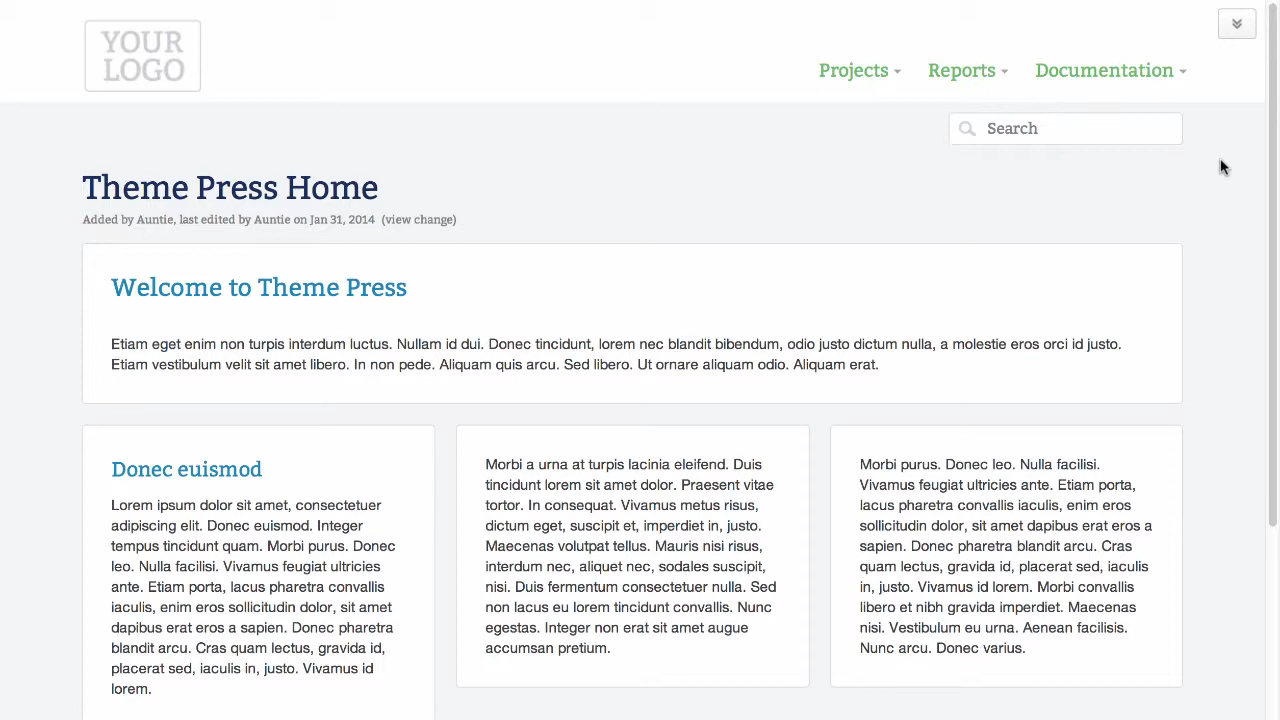 YOUR
LOGO
Projects
Reports
Documentation
Search
Theme Press Home
Added by Auntie, last edited by Auntie on Jan 31, 2014 (view change)
Welcome to Theme Press
Etiam eget enim non turpis interdum luctus. Nullam id dui. Donec tincidunt, lorem nec blandit bibendum, odio justo dictum nulla, a molestie eros orci id justo.
Etiam vestibulum velit sit amet libero. In non pede. Aliquam quis arcu. Sed libero. Ut ornare aliquam odio. Aliquam erat.
Donec euismod
Lorem ipsum dolor sit amet, consectetuer
adipiscing elit. Donec euismod. Integer
tempus tincidunt quam. Morbi purus. Donec
leo. Nulla facilisi. Vivamus feugiat ultricies
ante. Etiam porta, lacus pharetra convallis
iaculis, enim eros sollicitudin dolor, sit amet
dapibus erat eros a sapien. Donec pharetra
blandit arcu. Cras quam lectus, gravida id,
placerat sed, iaculis in, justo. Vivamus id
lorem.
Morbi a urna at turpis lacinia eleifend. Duis
tincidunt lorem sit amet dolor. Praesent vitae
tortor. In consequat. Vivamus metus risus,
dictum eget, suscipit et, imperdiet in, justo.
Maecenas volutpat tellus. Mauris nisi risus,
interdum nec, aliquet nec, sodales suscipit,
nisi. Duis fermentum consectetuer nulla. Sed
non lacus eu lorem tincidunt convallis. Nunc
egestas. Integer non erat sit amet augue
accumsan pretium.
Morbi purus. Donec leo. Nulla facilisi.
Vivamus feugiat ultricies ante. Etiam porta,
lacus pharetra convallis iaculis, enim eros
sollicitudin dolor, sit amet dapibus erat eros a
sapien. Donec pharetra blandit arcu. Cras
quam lectus, gravida id, placerat sed, iaculis
in, justo. Vivamus id lorem. Morbi convallis
libero et nibh gravida imperdiet. Maecenas
nisi. Vestibulum eu urna. Aenean facilisis.
Nunc arcu. Donec varius.